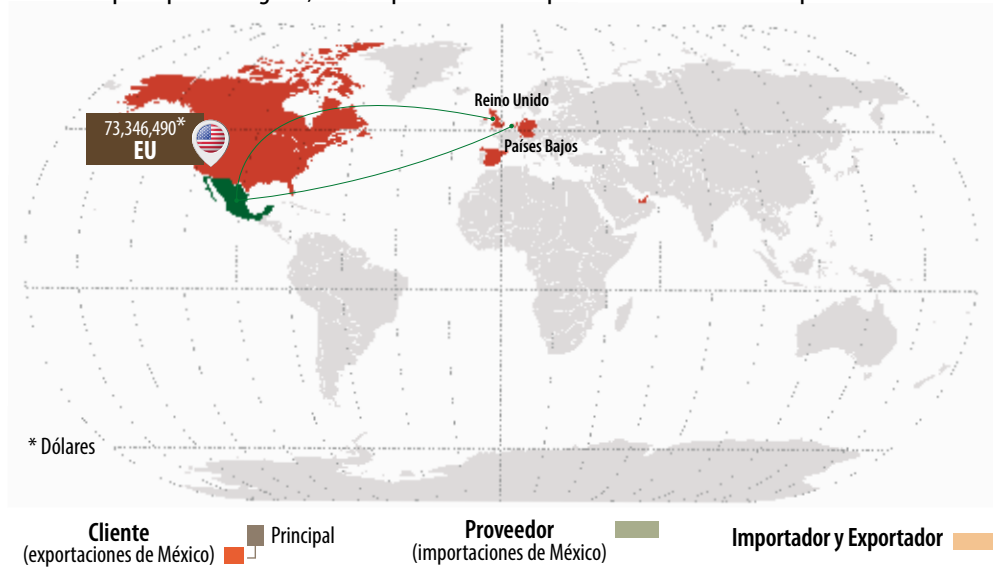 Reino Unido
73,346,490*
EU
Países Bajos
* Dólares
Cliente
(exportaciones de México)
Principal
Proveedor
(importaciones de México)
Importador y Exportador